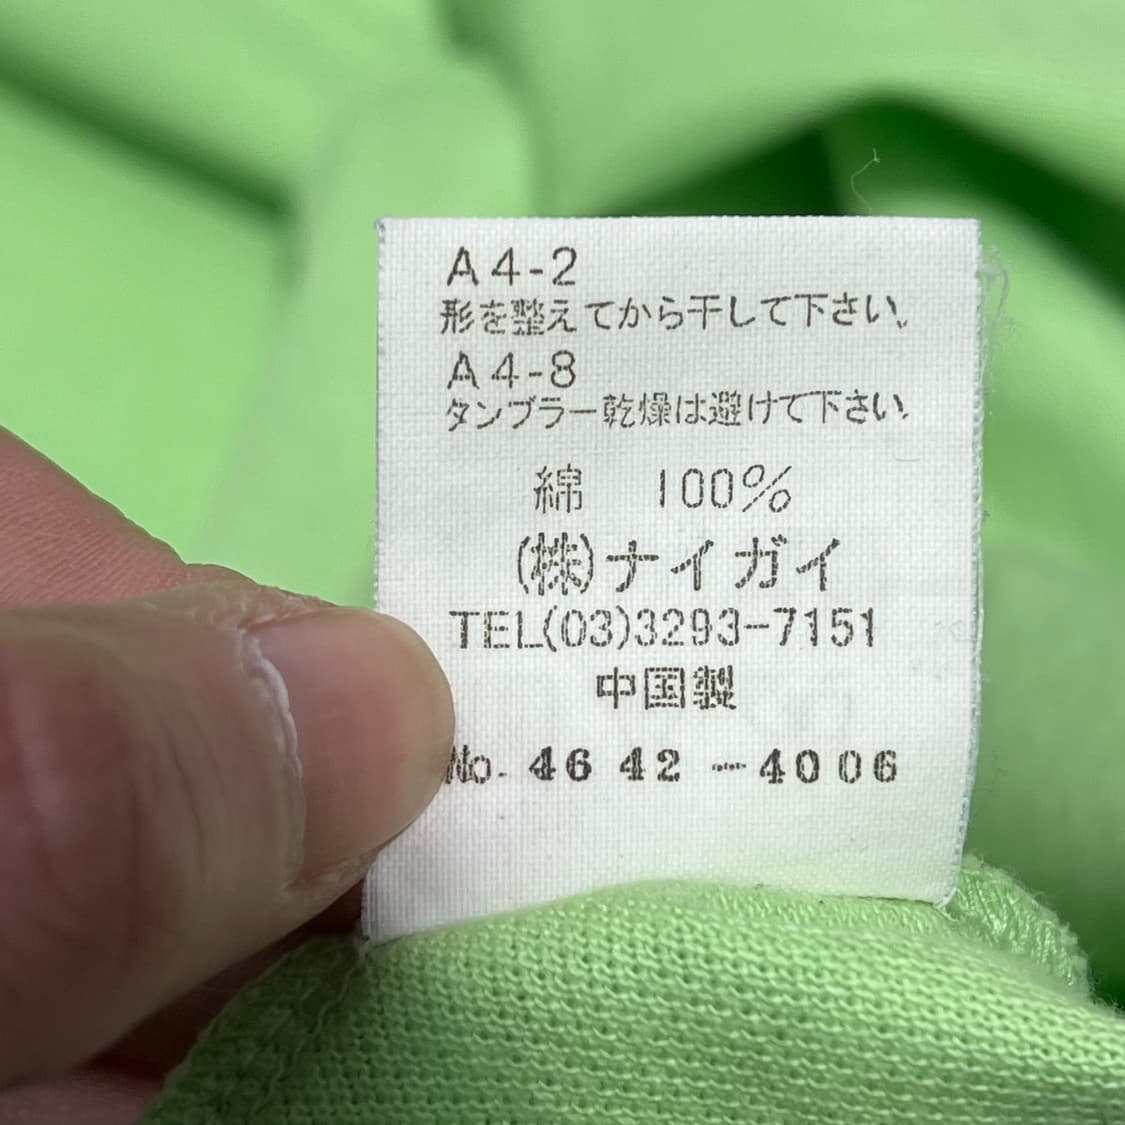 A4-2
形を整えてから干して下さい。
A4-8
タンブラー乾燥は避けて下さい。
綿 100%
(株)ナイガイ
TEL(03)3293-7151
中国製
No. 4642-4006